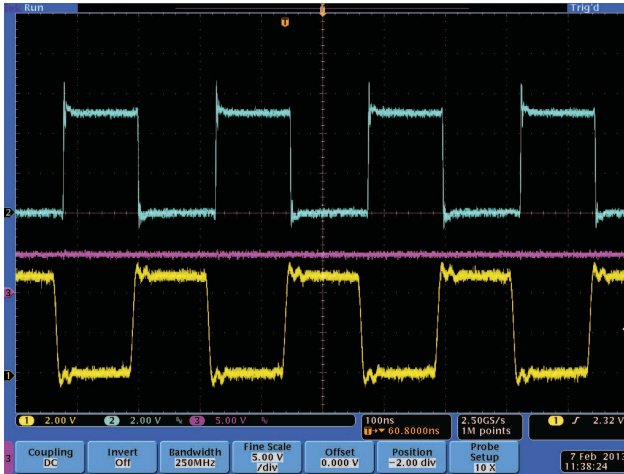 Run Trig'd
T
2
3
1
1 2.00 V 2 2.00 V 3 5.00 V 100ns 2.50GS/s 1 2.32 V
T 60.8000ns 1M points
3 Coupling Invert Bandwidth Fine Scale Offset Position Probe
DC Off 250MHz 5.00 V 0.000 V −2.00 div Setup
/div 10 X
7 Feb 2013
11:38:24